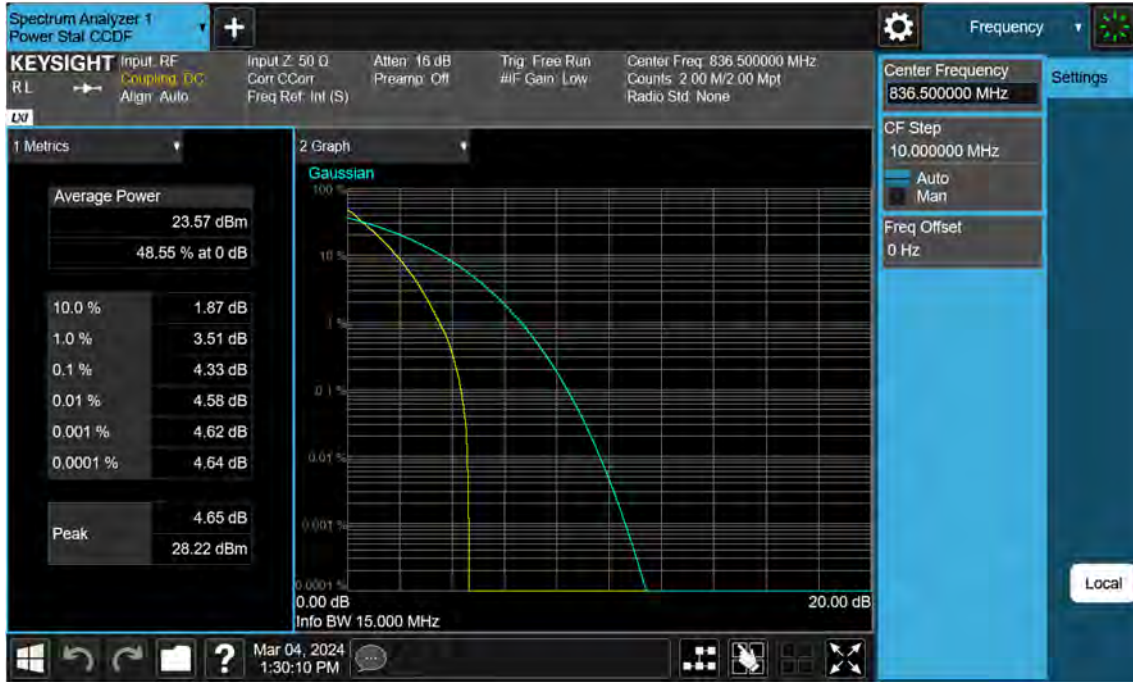 Spectrum Analyzer 1
Power Stat CCDF
Frequency
KEYSIGHT
RL
LXI
Input: RF
Coupling: DC
Align: Auto
Input Z: 50 Ω
Corr CCorr
Freq Ref: Int (S)
Atten: 16 dB
Preamp: Off
Trig: Free Run
#IF Gain: Low
Center Freq: 836.500000 MHz
Counts: 2.00 M/2.00 Mpt
Radio Std: None
Center Frequency
836.500000 MHz
Settings
CF Step
10.000000 MHz
Auto
Man
Freq Offset
0 Hz
1 Metrics
Average Power
23.57 dBm
48.55 % at 0 dB
10.0 % 1.87 dB
1.0 % 3.51 dB
0.1 % 4.33 dB
0.01 % 4.58 dB
0.001 % 4.62 dB
0.0001 % 4.64 dB
Peak
4.65 dB
28.22 dBm
2 Graph
Gaussian
100 %
10 %
1 %
0.1 %
0.01 %
0.001 %
0.0001 %
0.00 dB 20.00 dB
Info BW 15.000 MHz
Local
?
Mar 04, 2024
1:30:10 PM